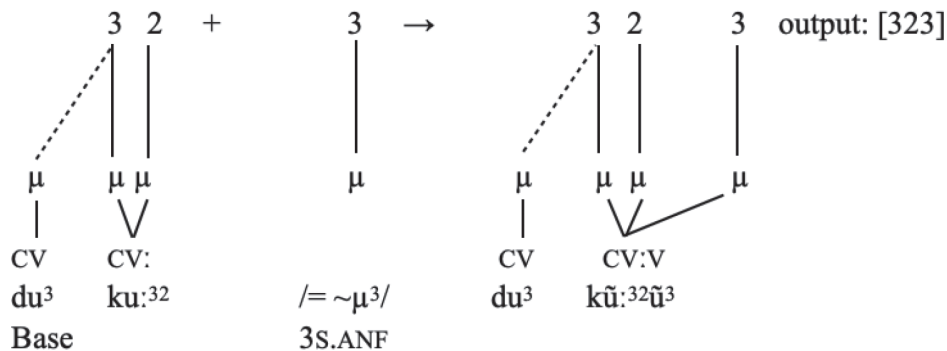 3 2 + 3 → 3 2 3 output: [323]
μ μ μ μ μ μ μ μ
CV CV: CV CV:V
du³ ku:³² /= ~μ³/ du³ kũ:³²ũ³
Base 3S.ANF